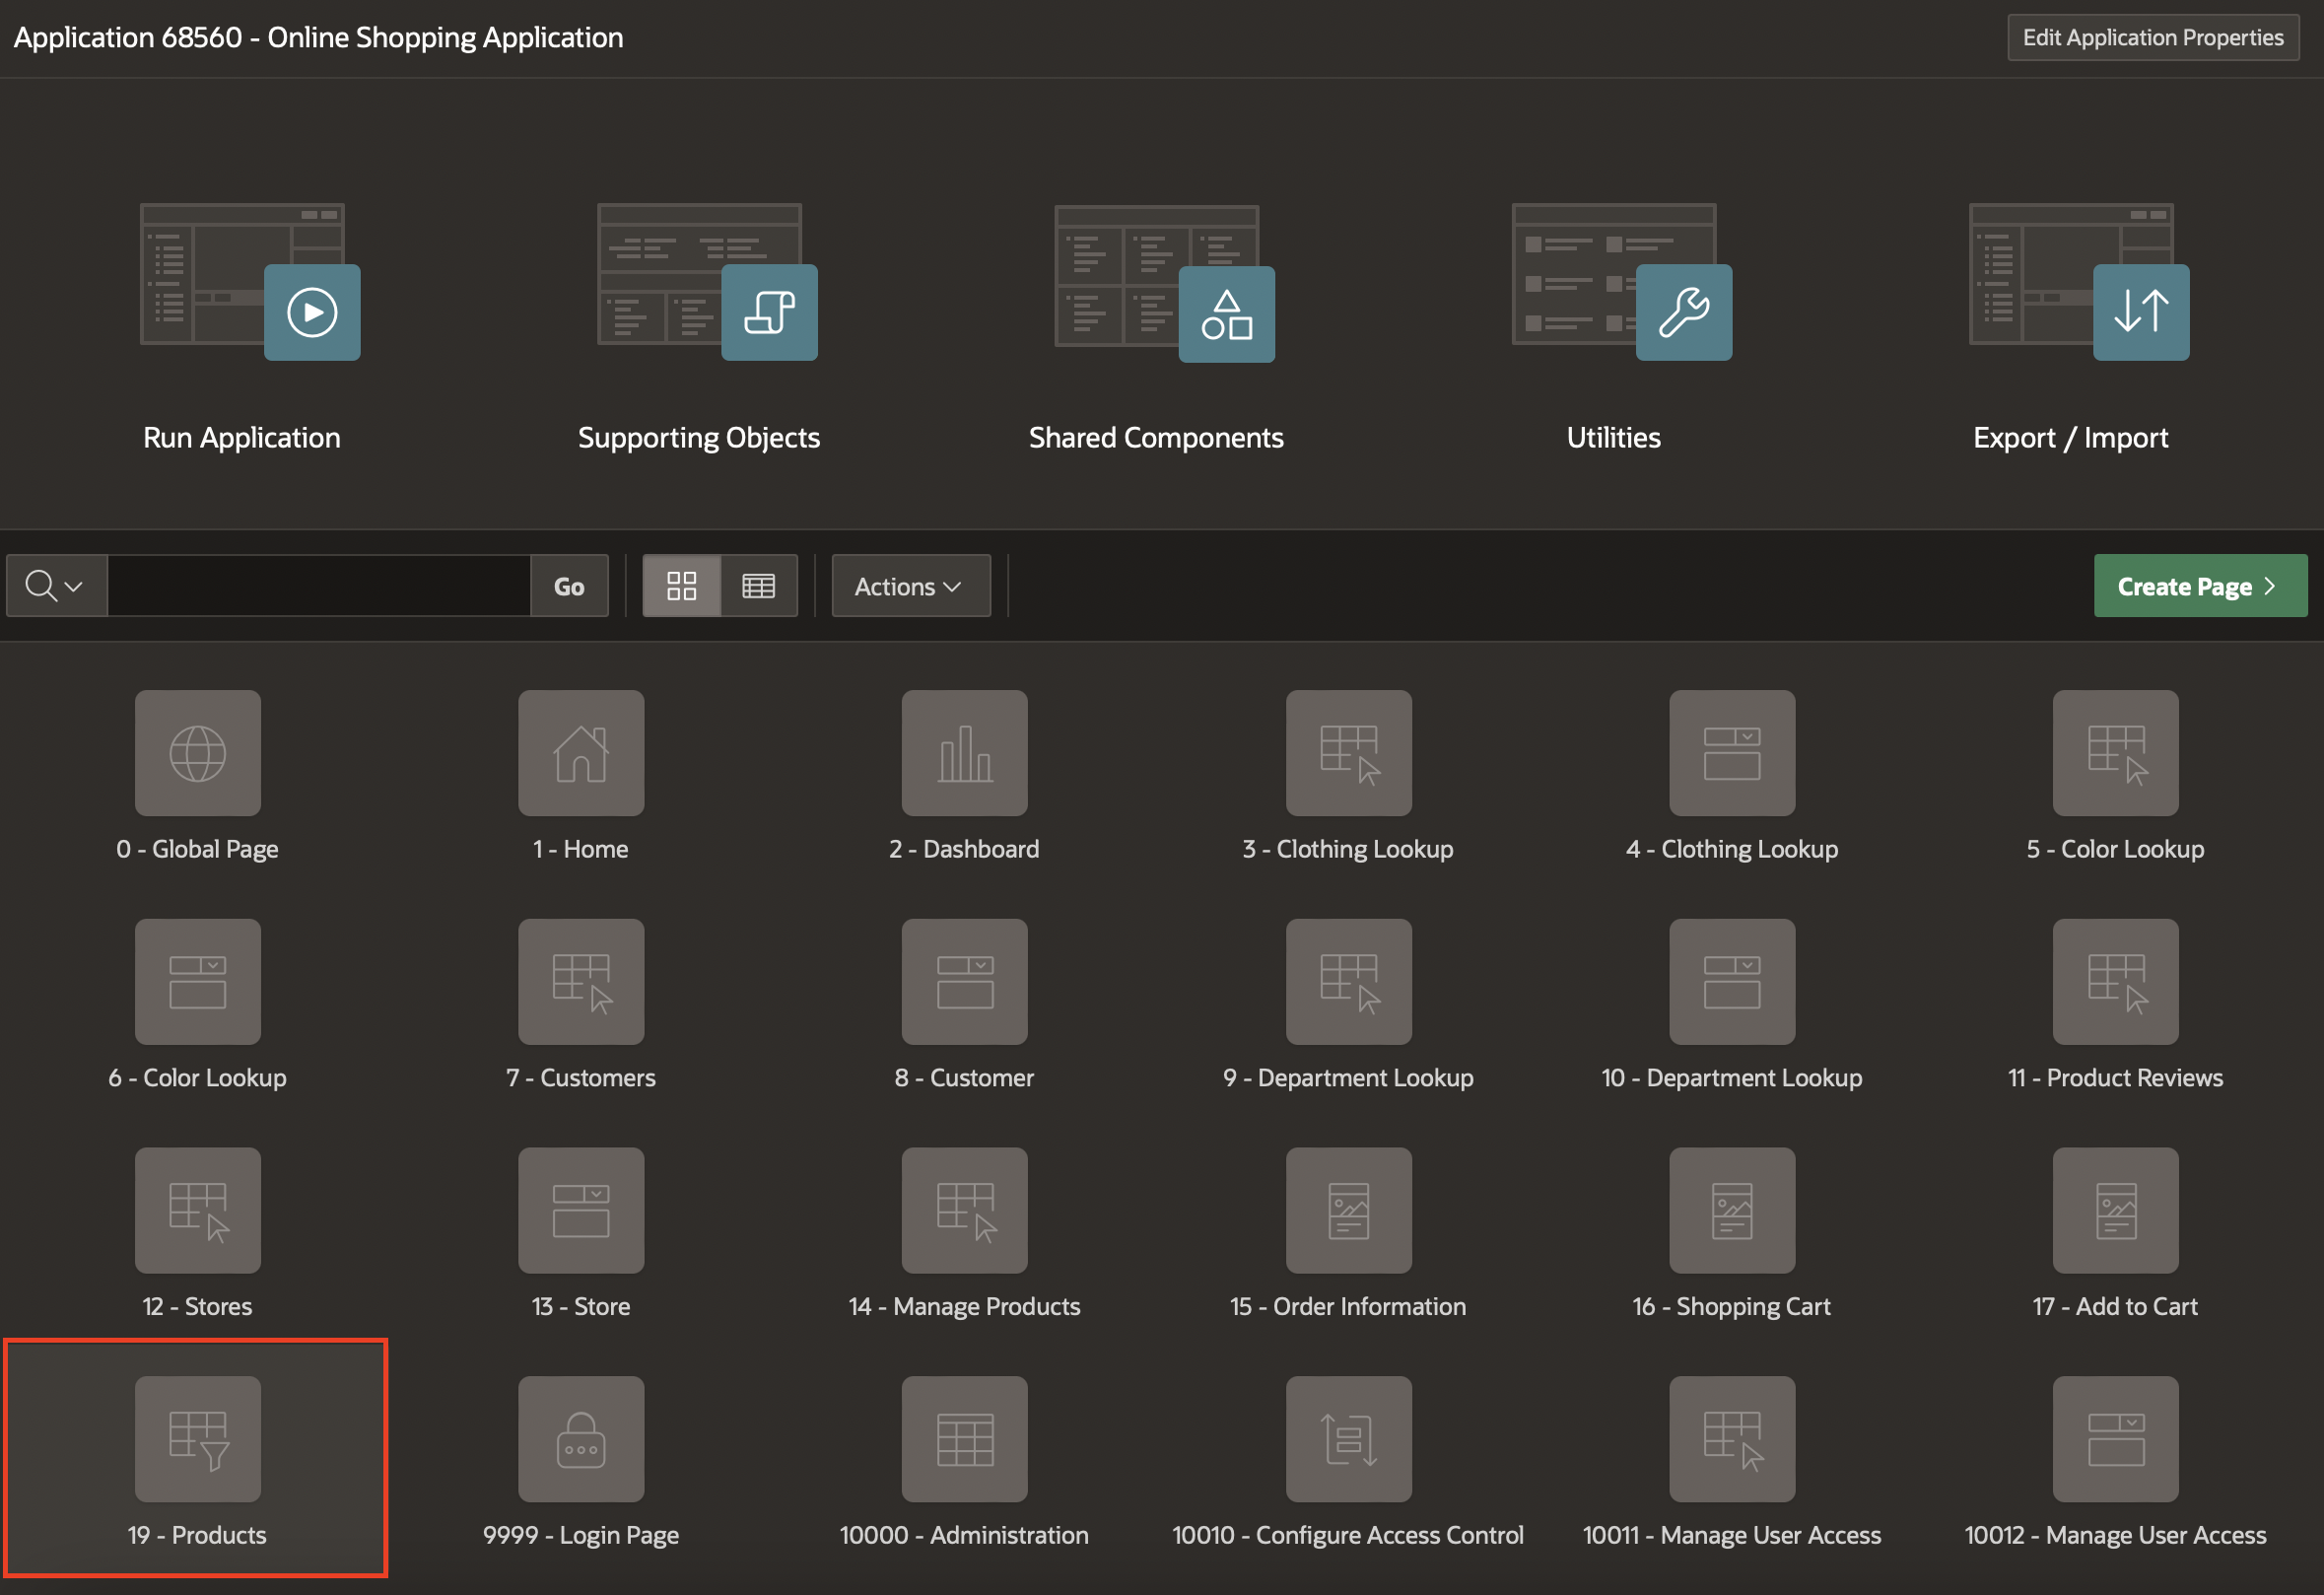 Application 68560 - Online Shopping Application
Edit Application Properties
Run Application
Supporting Objects
Shared Components
Utilities
Export / Import
Go
Actions
Create Page
0 - Global Page
1 - Home
2 - Dashboard
3 - Clothing Lookup
4 - Clothing Lookup
5 - Color Lookup
6 - Color Lookup
7 - Customers
8 - Customer
9 - Department Lookup
10 - Department Lookup
11 - Product Reviews
12 - Stores
13 - Store
14 - Manage Products
15 - Order Information
16 - Shopping Cart
17 - Add to Cart
19 - Products
9999 - Login Page
10000 - Administration
10010 - Configure Access Control
10011 - Manage User Access
10012 - Manage User Access